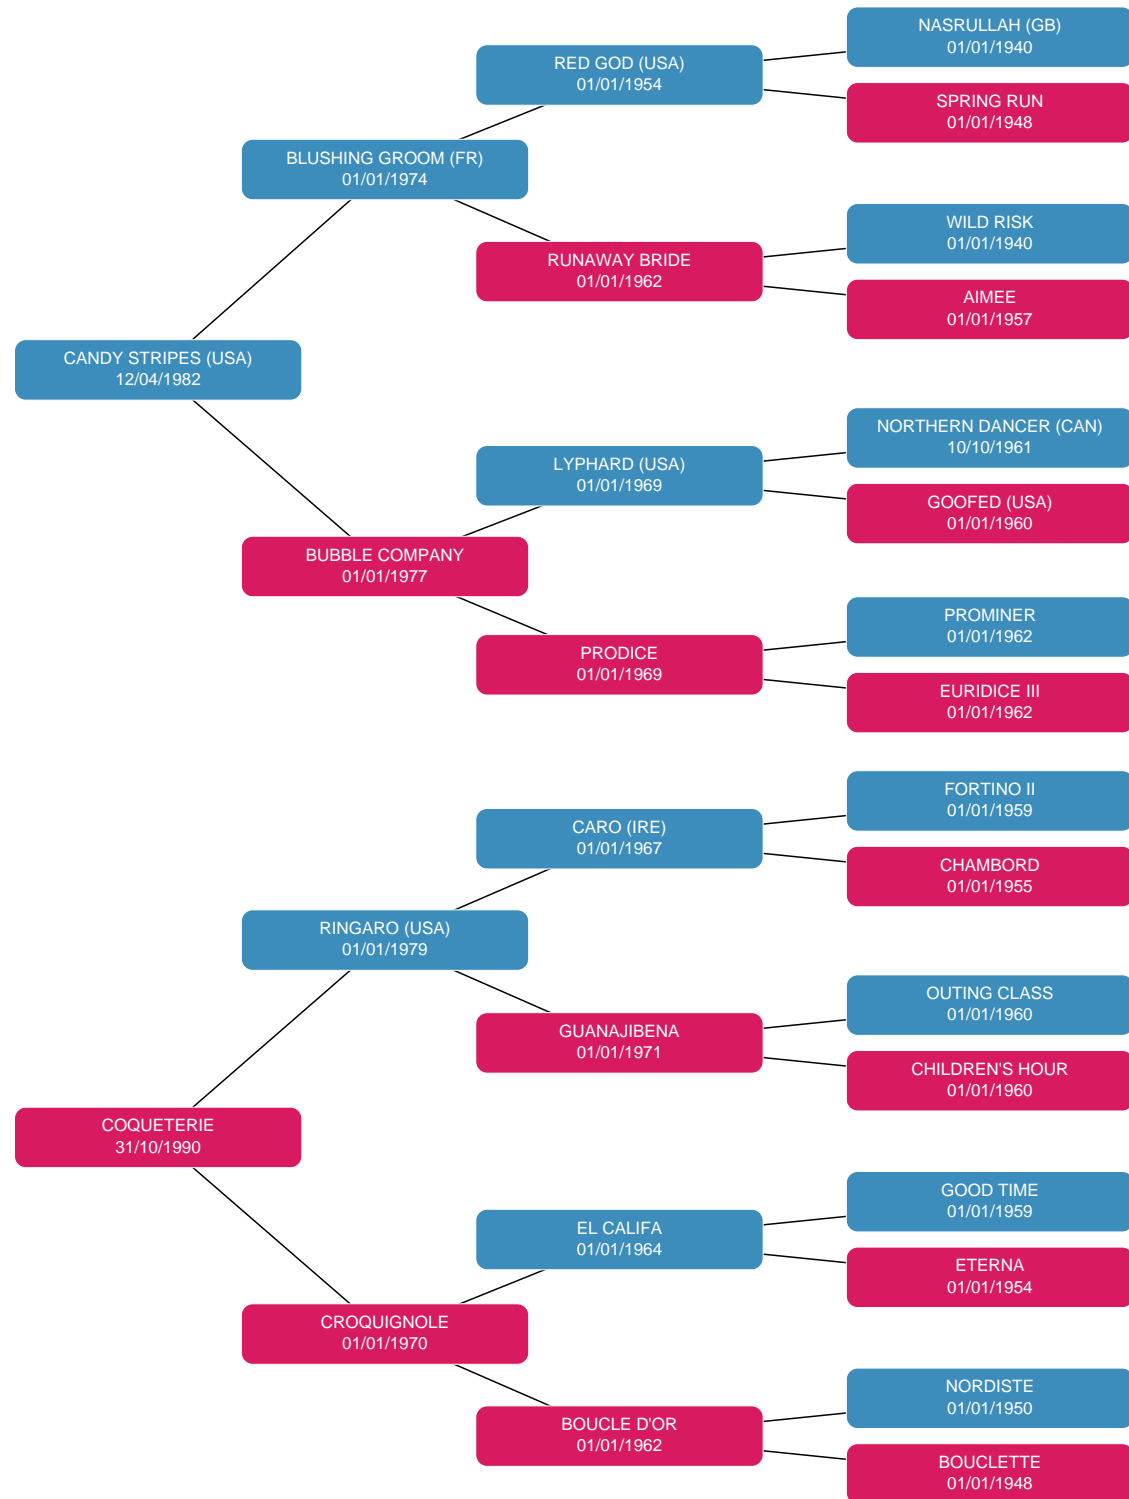 NASRULLAH (GB)
01/01/1940
RED GOD (USA)
01/01/1954
SPRING RUN
01/01/1948
BLUSHING GROOM (FR)
01/01/1974
WILD RISK
01/01/1940
RUNAWAY BRIDE
01/01/1962
AIMEE
01/01/1957
CANDY STRIPES (USA)
12/04/1982
NORTHERN DANCER (CAN)
10/10/1961
LYPHARD (USA)
01/01/1969
GOOFED (USA)
01/01/1960
BUBBLE COMPANY
01/01/1977
PROMINER
01/01/1962
PRODICE
01/01/1969
EURIDICE III
01/01/1962
FORTINO II
01/01/1959
CARO (IRE)
01/01/1967
CHAMBORD
01/01/1955
RINGARO (USA)
01/01/1979
OUTING CLASS
01/01/1960
GUANAJIBENA
01/01/1971
CHILDREN'S HOUR
01/01/1960
COQUETERIE
31/10/1990
GOOD TIME
01/01/1959
EL CALIFA
01/01/1964
ETERNA
01/01/1954
CROQUIGNOLE
01/01/1970
NORDISTE
01/01/1950
BOUCLE D'OR
01/01/1962
BOUCLETTE
01/01/1948